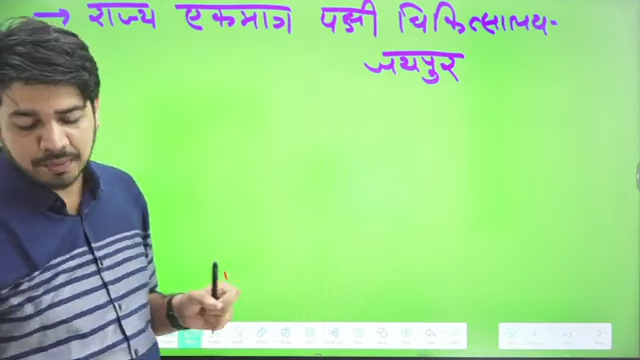 → राज्य एकमात्र पक्षी चिकित्सालय-
जयपुर